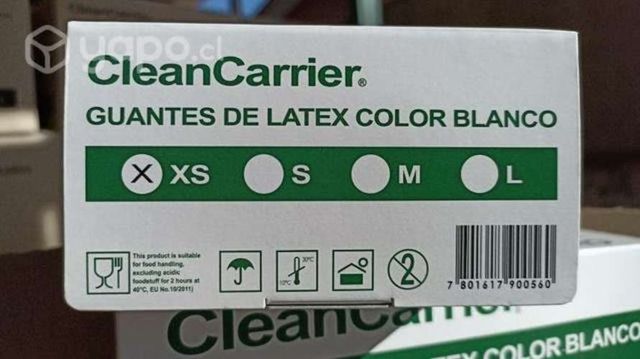 yapo.cl
CleanCarrier®
GUANTES DE LATEX COLOR BLANCO
X XS S M L
This product is suitable
for food handling,
excluding acidic
foodstuff for 2 hours at
40°C, EU No.10/2011)
10°C 30°C
2
7 801617 900560
CleanCarrier®
X COLOR BLANCO